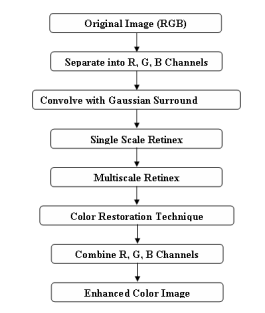 Original Image (RGB)
Separate into R, G, B Channels
Convolve with Gaussian Surround
Single Scale Retinex
Multiscale Retinex
Color Restoration Technique
Combine R, G, B Channels
Enhanced Color Image